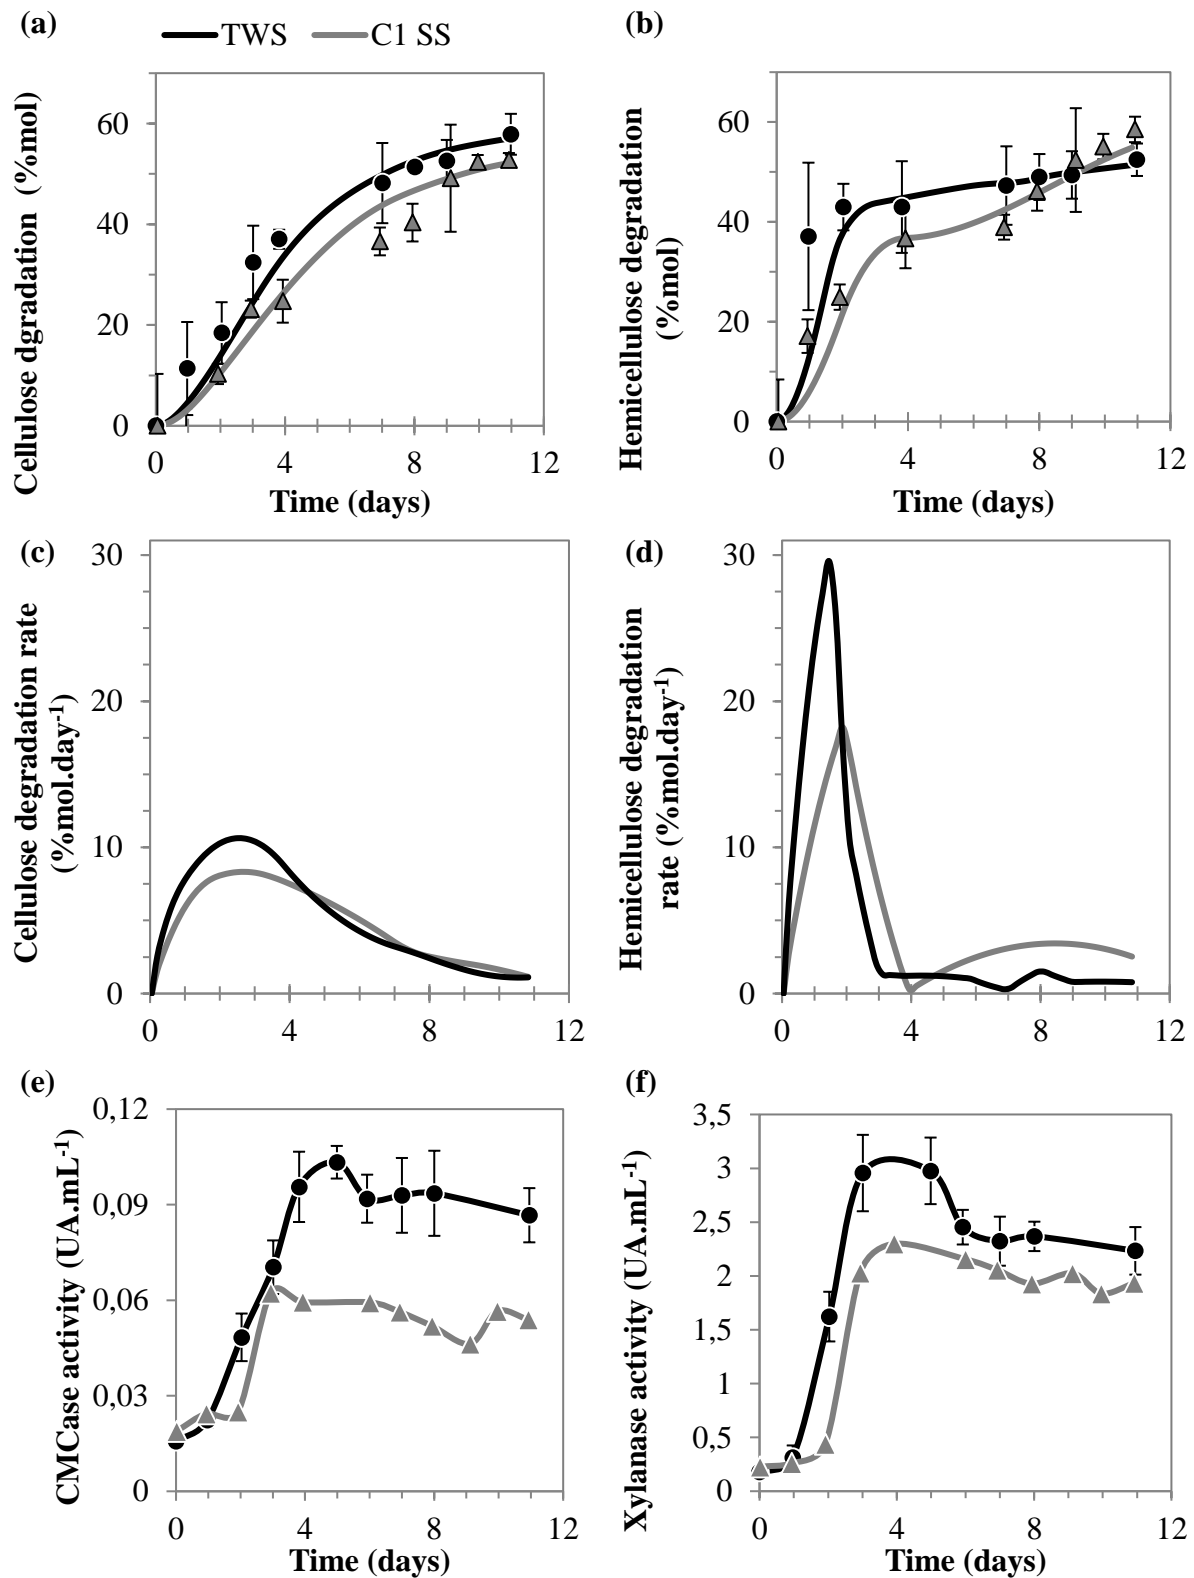 (a)
TWS
C1 SS
Cellulose dgradation (%mol)
60
40
20
0
0
4
8
12
Time (days)
(b)
Hemicellulose degradation
(%mol)
60
40
20
0
0
4
8
12
Time (days)
(c)
Cellulose degradation rate
(%mol.day-1)
30
20
10
0
0
4
8
12
(d)
Hemicellulose degradation
rate (%mol.day-1)
30
20
10
0
0
4
8
12
(e)
CMCase activity (UA.mL-1)
0,12
0,09
0,06
0,03
0
0
4
8
12
Time (days)
(f)
Xylanase activity (UA.mL-1)
3,5
3
2,5
2
1,5
1
0,5
0
0
4
8
12
Time (days)